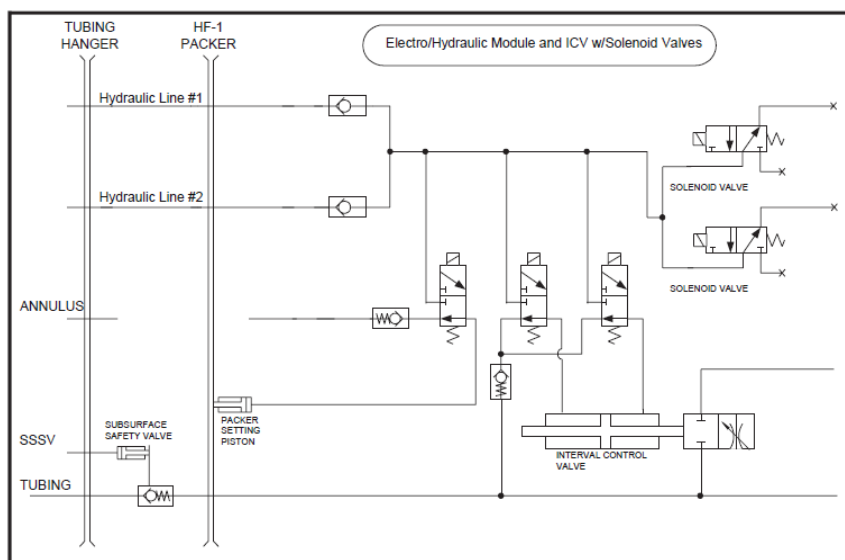 TUBING
HANGER
HF-1
PACKER
Electro/Hydraulic Module and ICV w/Solenoid Valves
Hydraulic Line #1
SOLENOID VALVE
Hydraulic Line #2
SOLENOID VALVE
ANNULUS
PACKER
SETTING
PISTON
SUBSURFACE
SAFETY VALVE
SSSV
INTERVAL CONTROL
VALVE
TUBING